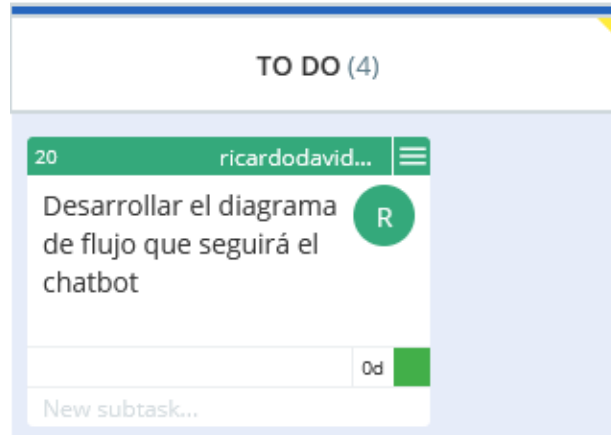 TO DO (4)
20 ricardodavid...
Desarrollar el diagrama
R
de flujo que seguirá el
chatbot
0d
New subtask...